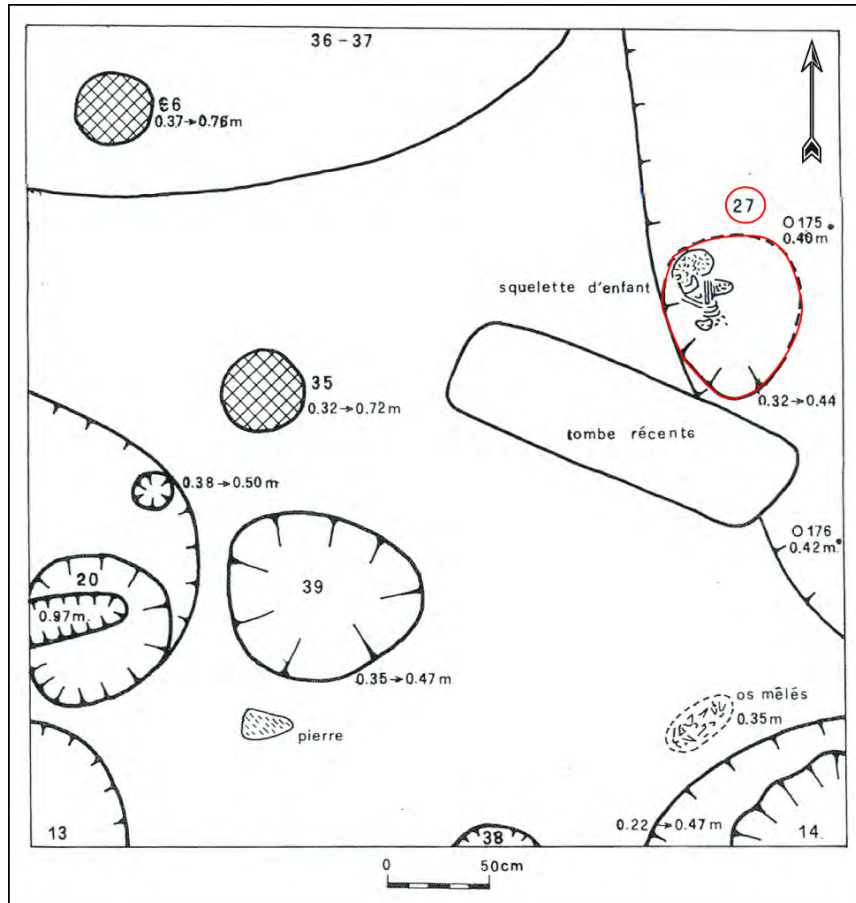 36-37
66
0.37→0.76m
27
O 175
0.40m
squelette d'enfant
35
0.32→0.72m
0.32→0.44
tombe récente
0.38→0.50m
O 176
0.42m.
20
39
0.97m.
0.35→0.47m
os mêlés
0.35m
pierre
0.22→0.47m
13
38
14.
0
50cm